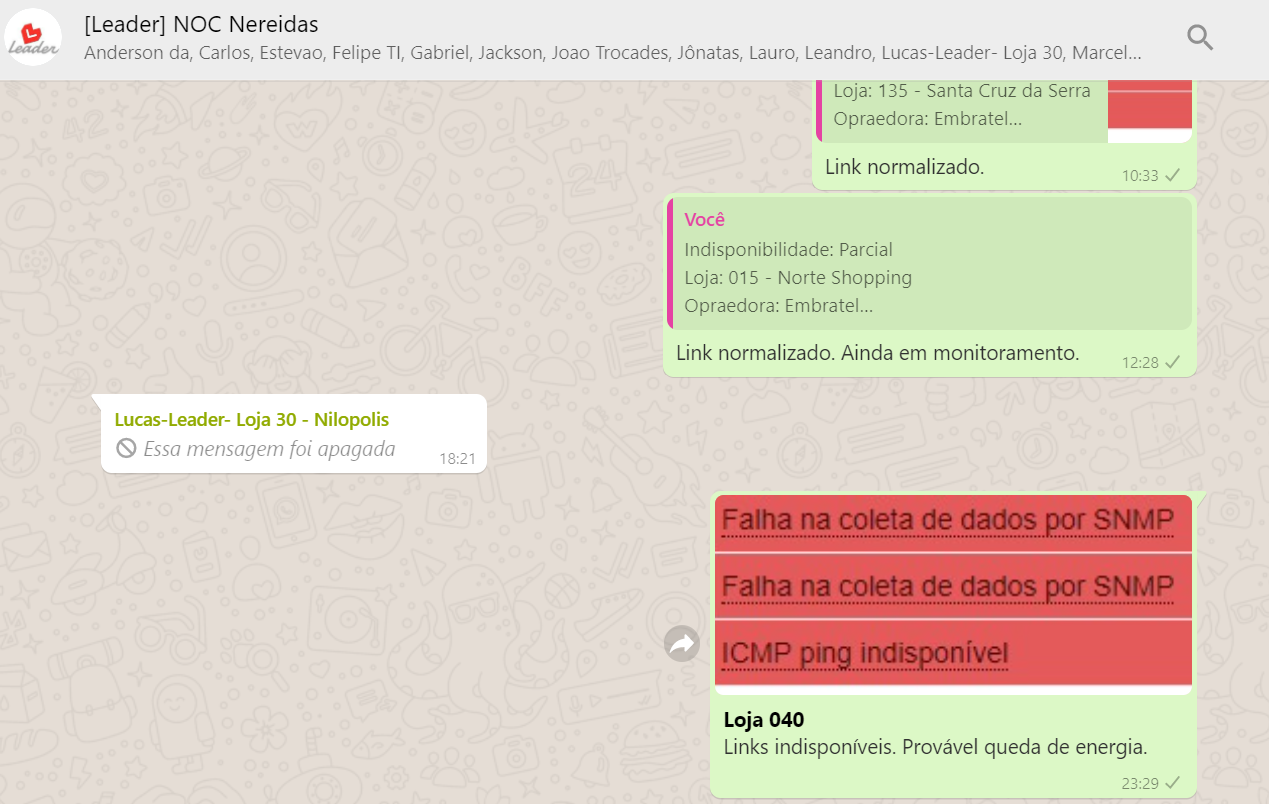 Leader
[Leader] NOC Nereidas
Anderson da, Carlos, Estevao, Felipe TI, Gabriel, Jackson, Joao Trocades, Jônatas, Lauro, Leandro, Lucas-Leader- Loja 30, Marcel...
Loja: 135 - Santa Cruz da Serra
Opraedora: Embratel...
Link normalizado.
10:33
Você
Indisponibilidade: Parcial
Loja: 015 - Norte Shopping
Opraedora: Embratel...
Link normalizado. Ainda em monitoramento.
12:28
Lucas-Leader- Loja 30 - Nilopolis
Essa mensagem foi apagada
18:21
Falha na coleta de dados por SNMP
Falha na coleta de dados por SNMP
ICMP ping indisponível
Loja 040
Links indisponíveis. Provável queda de energia.
23:29